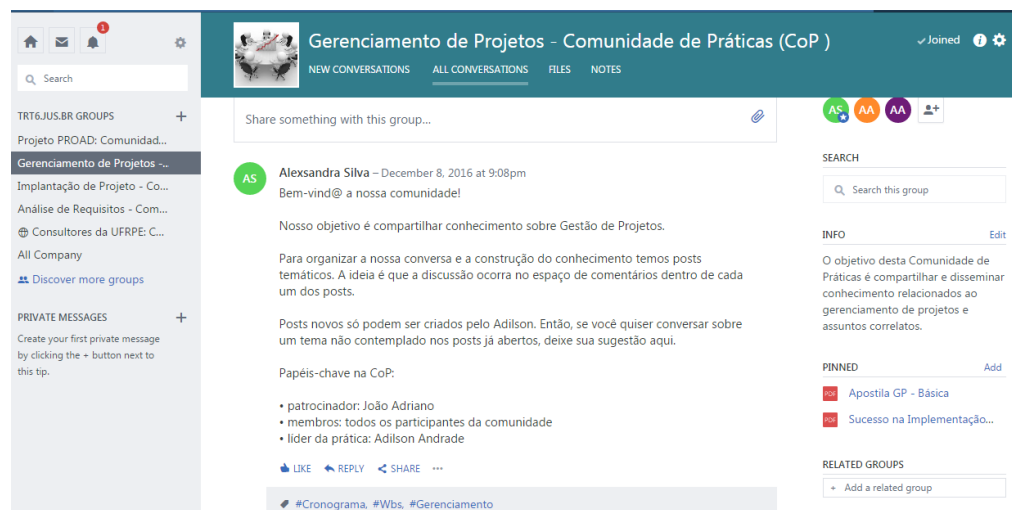 1
Search
TRT6.JUS.BR GROUPS +
Projeto PROAD: Comunidad...
Gerenciamento de Projetos -...
Implantação de Projeto - Co...
Análise de Requisitos - Com...
Consultores da UFRPE: C...
All Company
Discover more groups
PRIVATE MESSAGES +
Create your first private message
by clicking the + button next to
this tip.
Gerenciamento de Projetos - Comunidade de Práticas (CoP )
Joined
NEW CONVERSATIONS ALL CONVERSATIONS FILES NOTES
Share something with this group...
AS
Alexsandra Silva – December 8, 2016 at 9:08pm
Bem-vind@ a nossa comunidade!
Nosso objetivo é compartilhar conhecimento sobre Gestão de Projetos.
Para organizar a nossa conversa e a construção do conhecimento temos posts
temáticos. A ideia é que a discussão ocorra no espaço de comentários dentro de cada
um dos posts.
Posts novos só podem ser criados pelo Adilson. Então, se você quiser conversar sobre
um tema não contemplado nos posts já abertos, deixe sua sugestão aqui.
Papéis-chave na CoP:
• patrocinador: João Adriano
• membros: todos os participantes da comunidade
• líder da prática: Adilson Andrade
LIKE REPLY SHARE ...
#Cronograma, #Wbs, #Gerenciamento
AS AA AA
SEARCH
Search this group
INFO Edit
O objetivo desta Comunidade de
Práticas é compartilhar e disseminar
conhecimento relacionados ao
gerenciamento de projetos e
assuntos correlatos.
PINNED Add
PDF Apostila GP - Básica
PDF Sucesso na Implementação...
RELATED GROUPS
+ Add a related group